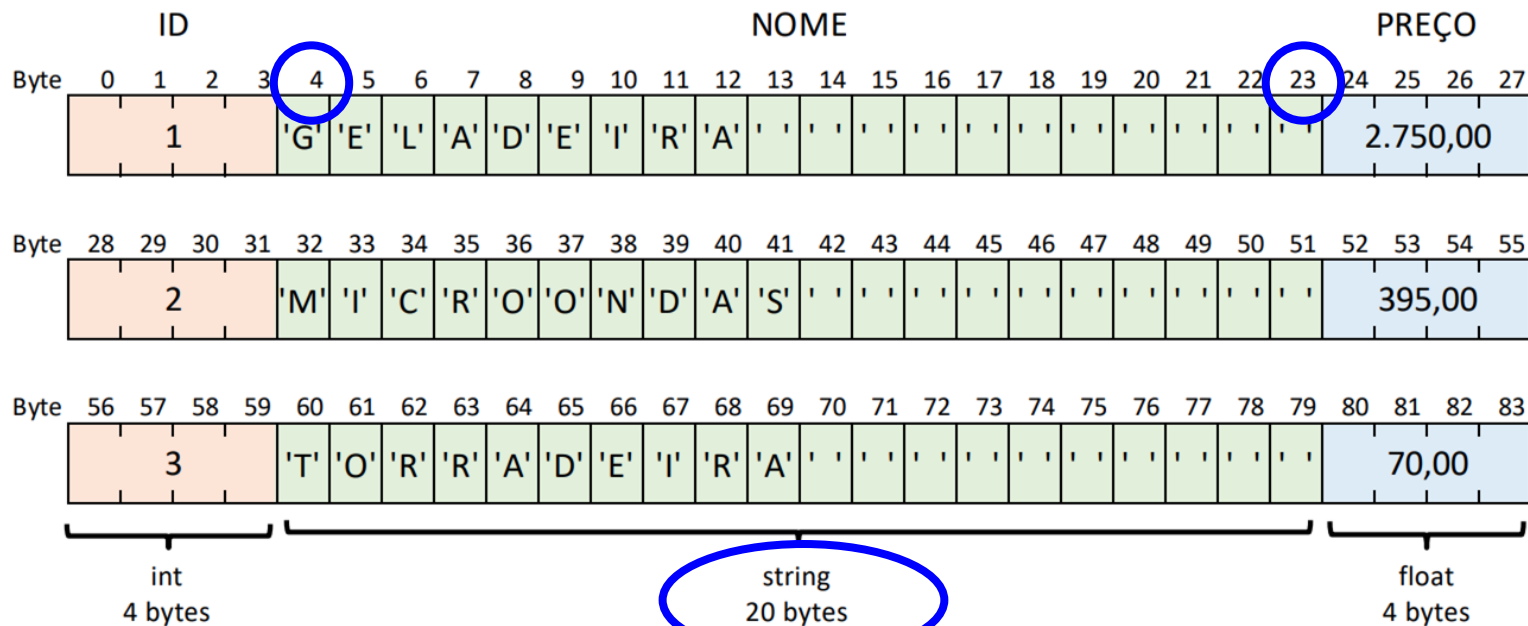 ID NOME PREÇO
Byte 0 1 2 3 4 5 6 7 8 9 10 11 12 13 14 15 16 17 18 19 20 21 22 23 24 25 26 27
1 'G' 'E' 'L' 'A' 'D' 'E' 'I' 'R' 'A' ' ' ' ' ' ' ' ' ' ' ' ' ' ' ' ' ' ' ' ' ' ' 2.750,00
Byte 28 29 30 31 32 33 34 35 36 37 38 39 40 41 42 43 44 45 46 47 48 49 50 51 52 53 54 55
2 'M' 'I' 'C' 'R' 'O' 'O' 'N' 'D' 'A' 'S' ' ' ' ' ' ' ' ' ' ' ' ' ' ' ' ' ' ' ' ' 395,00
Byte 56 57 58 59 60 61 62 63 64 65 66 67 68 69 70 71 72 73 74 75 76 77 78 79 80 81 82 83
3 'T' 'O' 'R' 'R' 'A' 'D' 'E' 'I' 'R' 'A' ' ' ' ' ' ' ' ' ' ' ' ' ' ' ' ' ' ' ' ' 70,00
int string float
4 bytes 20 bytes 4 bytes